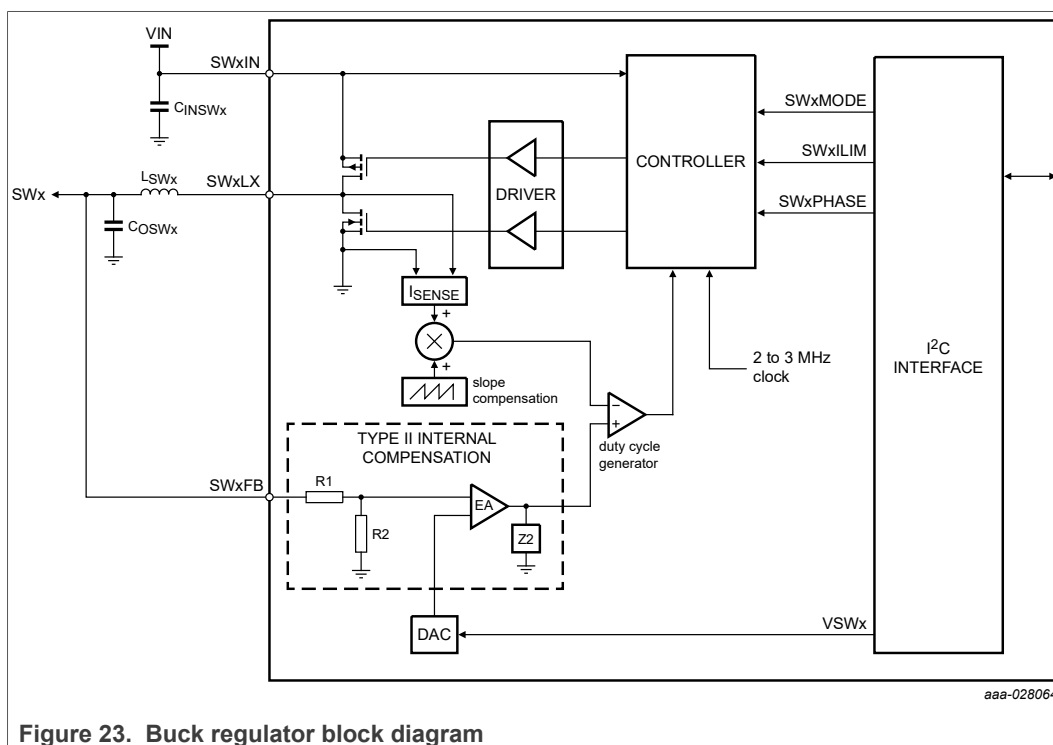 VIN
SWxIN
CINSWx
SWxMODE
CONTROLLER
SWxILIM
LSWx
SWx
SWxLX
DRIVER
SWxPHASE
COSWx
ISENSE
+
+
2 to 3 MHz
clock
I²C
INTERFACE
slope
compensation
−
+
duty cycle
generator
TYPE II INTERNAL
COMPENSATION
SWxFB
R1
EA
R2
Z2
DAC
VSWx
aaa-028064
Figure 23. Buck regulator block diagram